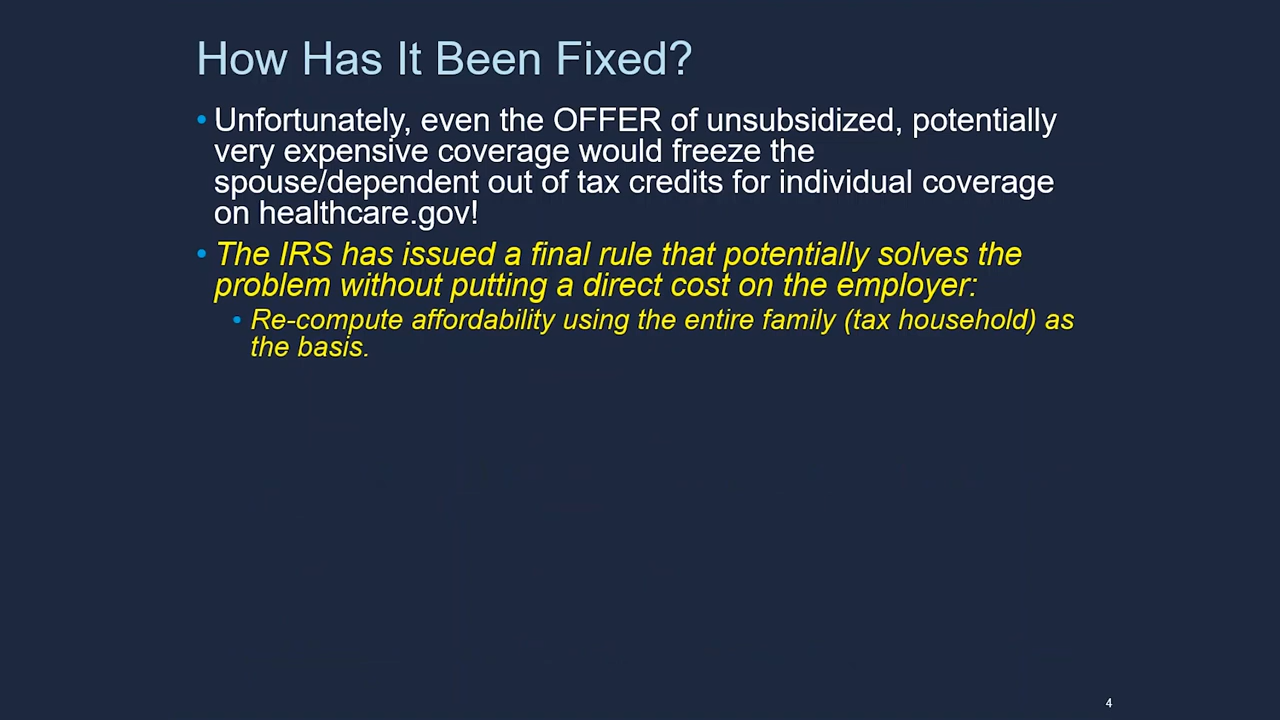 How Has It Been Fixed?
• Unfortunately, even the OFFER of unsubsidized, potentially
very expensive coverage would freeze the
spouse/dependent out of tax credits for individual coverage
on healthcare.gov!
• The IRS has issued a final rule that potentially solves the
problem without putting a direct cost on the employer:
• Re-compute affordability using the entire family (tax household) as
the basis.
4